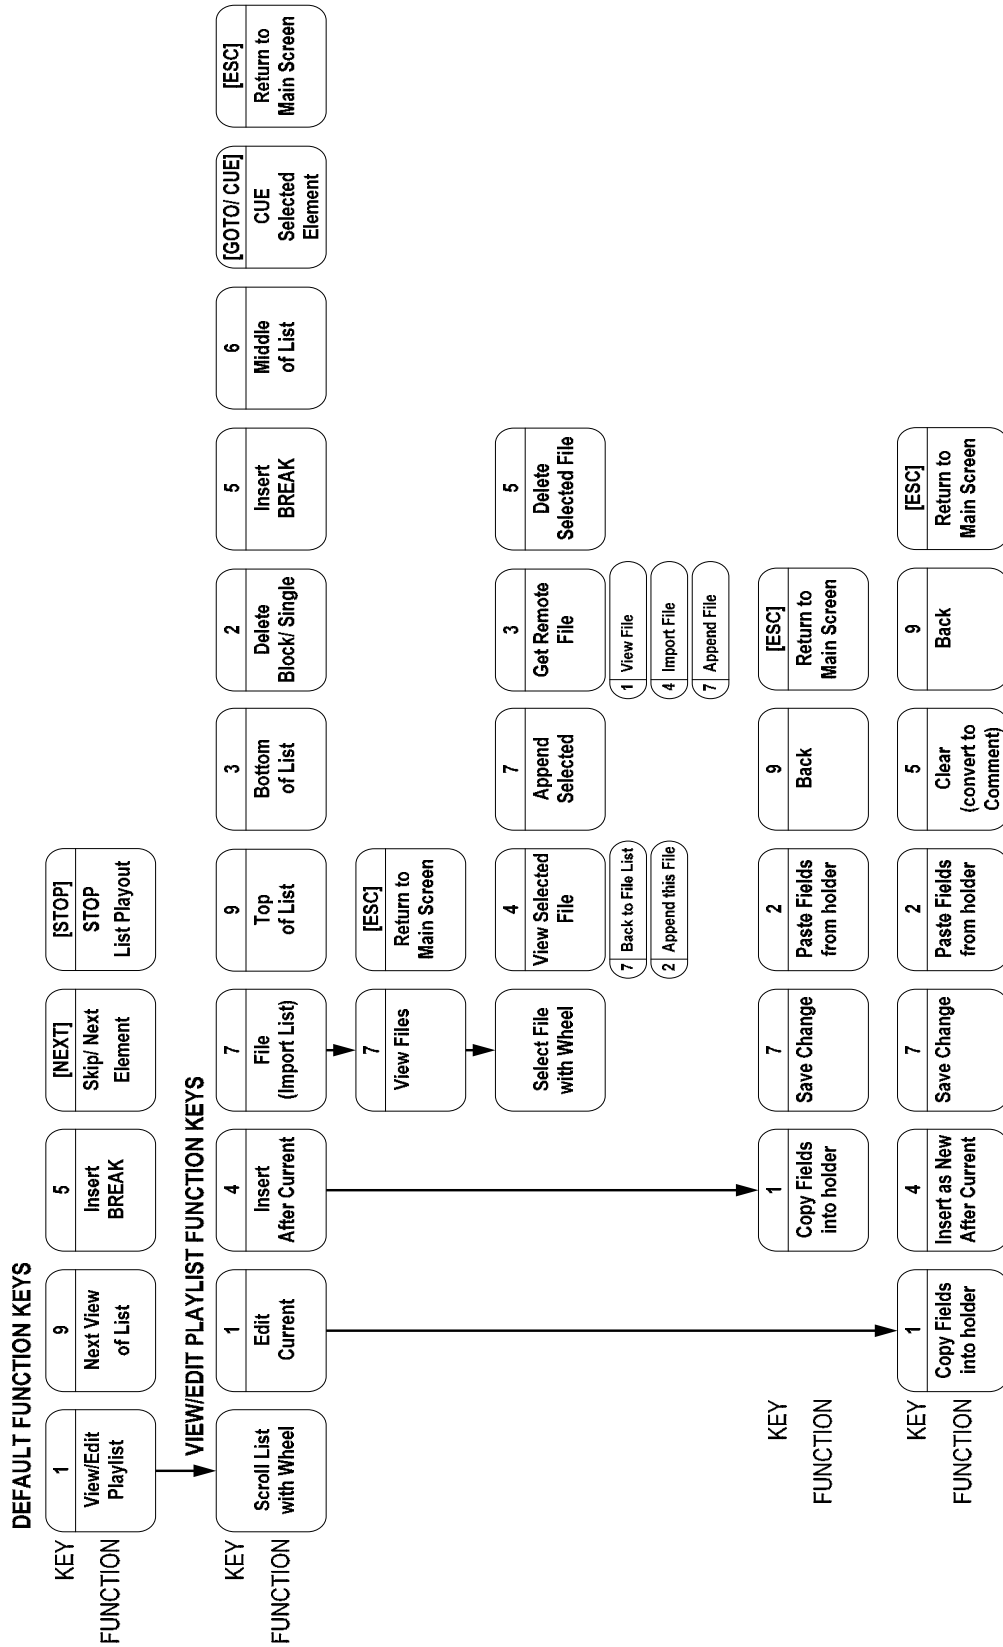 DEFAULT FUNCTION KEYS
KEY
FUNCTION
1
View/Edit
Playlist
9
Next View
of List
5
Insert
BREAK
[NEXT]
Skip/ Next
Element
[STOP]
STOP
List Playout
VIEW/EDIT PLAYLIST FUNCTION KEYS
KEY
FUNCTION
Scroll List
with Wheel
1
Edit
Current
4
Insert
After Current
7
File
(Import List)
9
Top
of List
3
Bottom
of List
2
Delete
Block/ Single
5
Insert
BREAK
6
Middle
of List
[GOTO/ CUE]
CUE
Selected
Element
[ESC]
Return to
Main Screen
7
View Files
[ESC]
Return to
Main Screen
Select File
with Wheel
4
View Selected
File
7 Back to File List
2 Append this File
7
Append
Selected
3
Get Remote
File
1 View File
4 Import File
7 Append File
5
Delete
Selected File
KEY
FUNCTION
1
Copy Fields
into holder
7
Save Change
2
Paste Fields
from holder
9
Back
[ESC]
Return to
Main Screen
KEY
FUNCTION
1
Copy Fields
into holder
4
Insert as New
After Current
7
Save Change
2
Paste Fields
from holder
5
Clear
(convert to
Comment)
9
Back
[ESC]
Return to
Main Screen